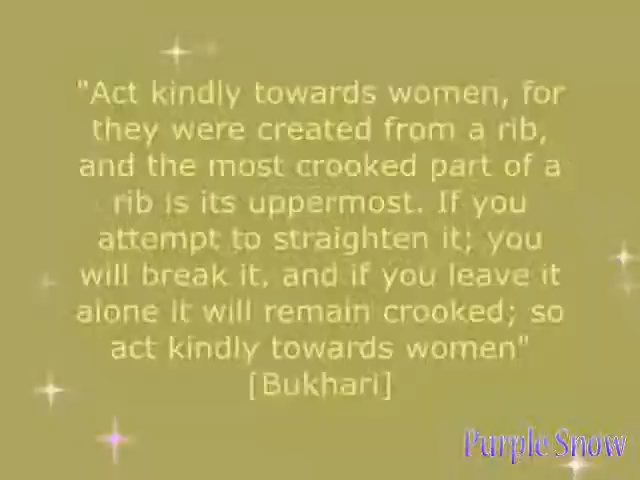 "Act kindly towards women, for
they were created from a rib,
and the most crooked part of a
rib is its uppermost. If you
attempt to straighten it; you
will break it, and if you leave it
alone it will remain crooked; so
act kindly towards women"
[Bukhari]
Purple Snow